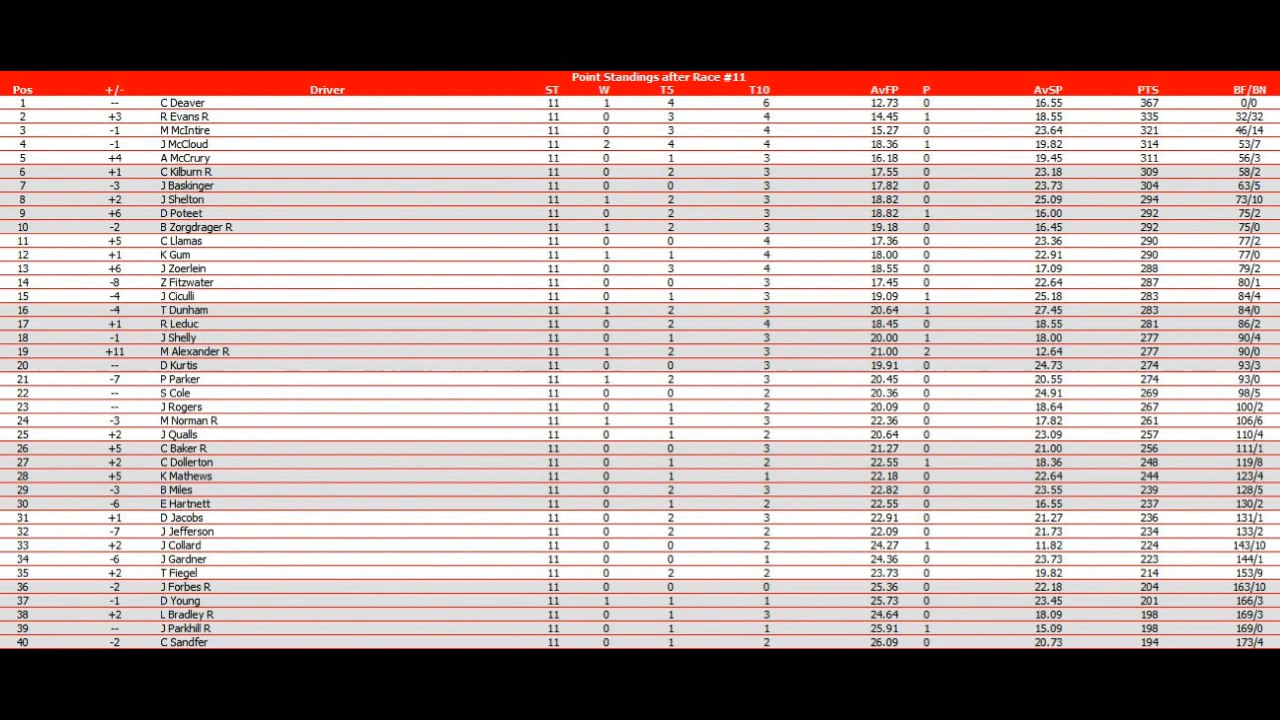 Point Standings after Race #11
Pos +/- Driver ST W T5 T10 AvFP P AvSP PTS BF/BN
1 -- C Deaver 11 1 4 6 12.73 0 16.55 367 0/0
2 +3 R Evans R 11 0 3 4 14.45 1 18.55 335 32/32
3 -1 M McIntire 11 0 3 4 15.27 0 23.64 321 46/14
4 -1 J McCloud 11 2 4 4 18.36 1 19.82 314 53/7
5 +4 A McCrury 11 0 1 3 16.18 0 19.45 311 56/3
6 +1 C Kilburn R 11 0 2 3 17.55 0 23.18 309 58/2
7 -3 J Baskinger 11 0 0 3 17.82 0 23.73 304 63/5
8 +2 J Shelton 11 1 2 3 18.82 0 25.09 294 73/10
9 +6 D Poteet 11 0 2 3 18.82 1 16.00 292 75/2
10 -2 B Zorgdrager R 11 1 2 3 19.18 0 16.45 292 75/0
11 +5 C Llamas 11 0 0 4 17.36 0 23.36 290 77/2
12 +1 K Gum 11 1 1 4 18.00 0 22.91 290 77/0
13 +6 J Zoerlein 11 0 3 4 18.55 0 17.09 288 79/2
14 -8 Z Fitzwater 11 0 0 3 17.45 0 22.64 287 80/1
15 -4 J Ciculli 11 0 1 3 19.09 1 25.18 283 84/4
16 -4 T Dunham 11 1 2 3 20.64 1 27.45 283 84/0
17 +1 R Leduc 11 0 2 4 18.45 0 18.55 281 86/2
18 -1 J Shelly 11 0 1 3 20.00 1 18.00 277 90/4
19 +11 M Alexander R 11 1 2 3 21.00 2 12.64 277 90/0
20 -- D Kurtis 11 0 0 3 19.91 0 24.73 274 93/3
21 -7 P Parker 11 1 2 3 20.45 0 20.55 274 93/0
22 -- S Cole 11 0 0 2 20.36 0 24.91 269 98/5
23 -- J Rogers 11 0 1 2 20.09 0 18.64 267 100/2
24 -3 M Norman R 11 1 1 3 22.36 0 17.82 261 106/6
25 +2 J Qualls 11 0 1 2 20.64 0 23.09 257 110/4
26 +5 C Baker R 11 0 0 3 21.27 0 21.00 256 111/1
27 +2 C Dollerton 11 0 1 2 22.55 1 18.36 248 119/8
28 +5 K Mathews 11 0 1 1 22.18 0 22.64 244 123/4
29 -3 B Miles 11 0 2 3 22.82 0 23.55 239 128/5
30 -6 E Hartnett 11 0 1 2 22.55 0 16.55 237 130/2
31 +1 D Jacobs 11 0 2 3 22.91 0 21.27 236 131/1
32 -7 J Jefferson 11 0 2 2 22.09 0 21.73 234 133/2
33 +2 J Collard 11 0 0 2 24.27 1 11.82 224 143/10
34 -6 J Gardner 11 0 0 1 24.36 0 23.73 223 144/1
35 +2 T Fiegel 11 0 2 2 23.73 0 19.82 214 153/9
36 -2 J Forbes R 11 0 0 0 25.36 0 22.18 204 163/10
37 -1 D Young 11 1 1 1 25.73 0 23.45 201 166/3
38 +2 L Bradley R 11 0 1 3 24.64 0 18.09 198 169/3
39 -- J Parkhill R 11 0 1 1 25.91 1 15.09 198 169/0
40 -2 C Sandfer 11 0 1 2 26.09 0 20.73 194 173/4